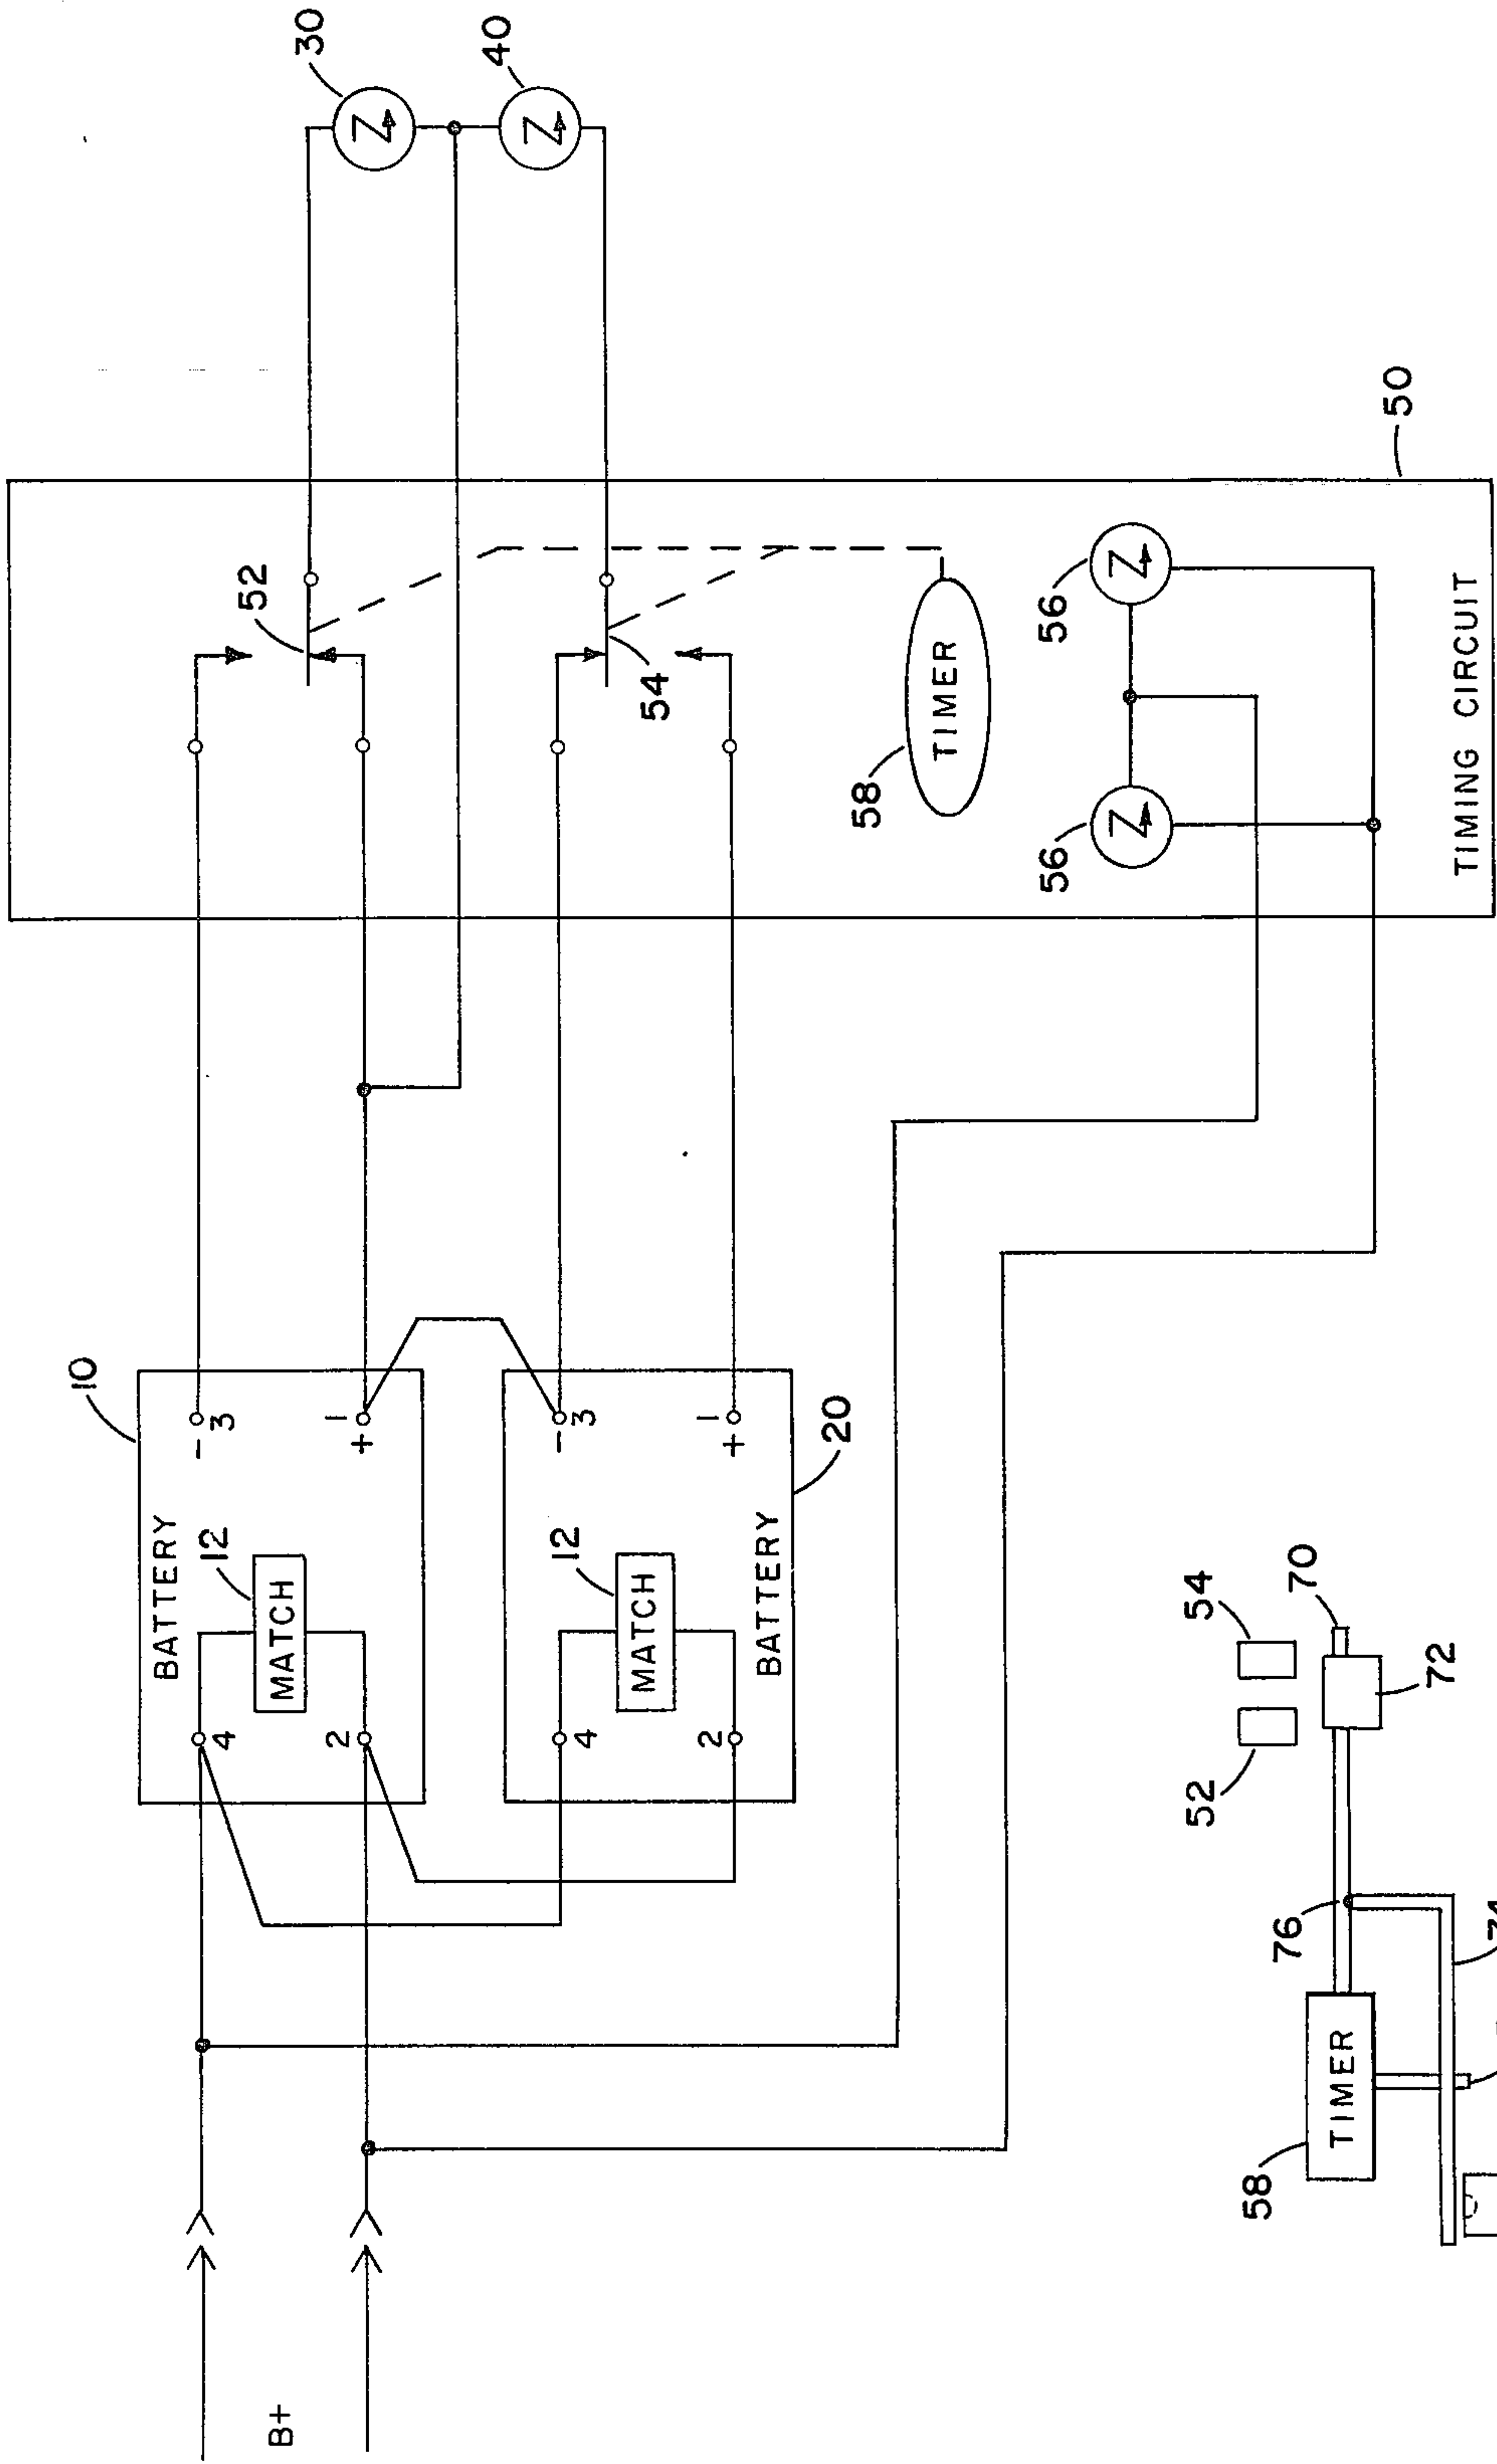 B+
10
BATTERY
12
MATCH
4
2
- 3
+ 1
12
MATCH
4
2
- 3
+ 1
BATTERY
20
52
54
58
TIMER
56
56
TIMING CIRCUIT
50
30
40
Z
Z
Z
Z
58
TIMER
76
52
54
70
72